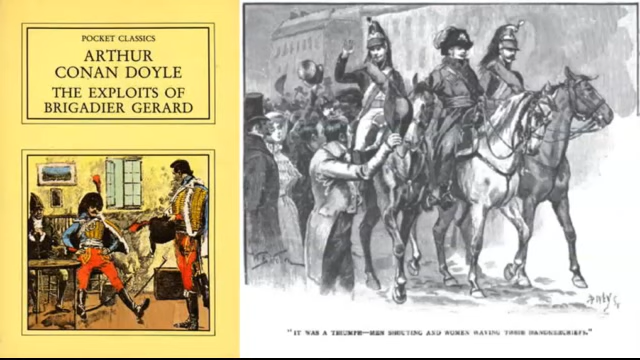 POCKET CLASSICS
ARTHUR
CONAN DOYLE
THE EXPLOITS OF
BRIGADIER GERARD
"IT WAS A TRIUMPH—MEN SHOUTING AND WOMEN WAVING THEIR HANDKERCHIEFS."